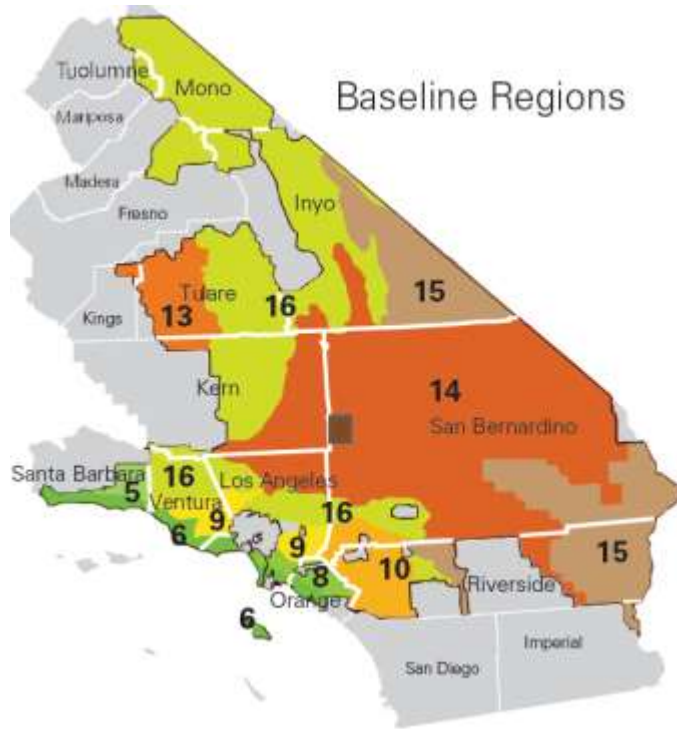 Tuolumne
Mono
Baseline Regions
Mariposa
Madera
Fresno
Inyo
Tulare
13
16
15
Kings
Kern
14
San Bernardino
Santa Barbara
5
16
Ventura
Los Angeles
9
16
6
9
8
10
15
Riverside
Orange
6
Imperial
San Diego